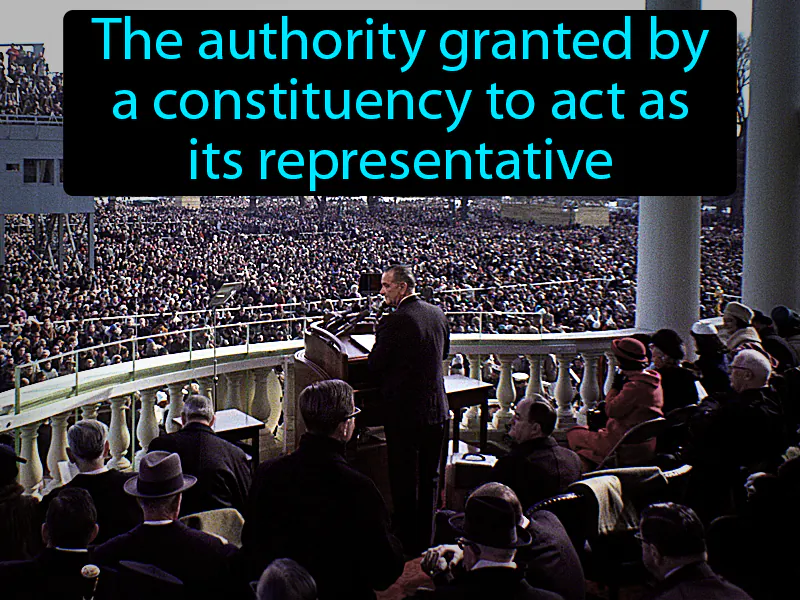 The authority granted by
a constituency to act as
its representative